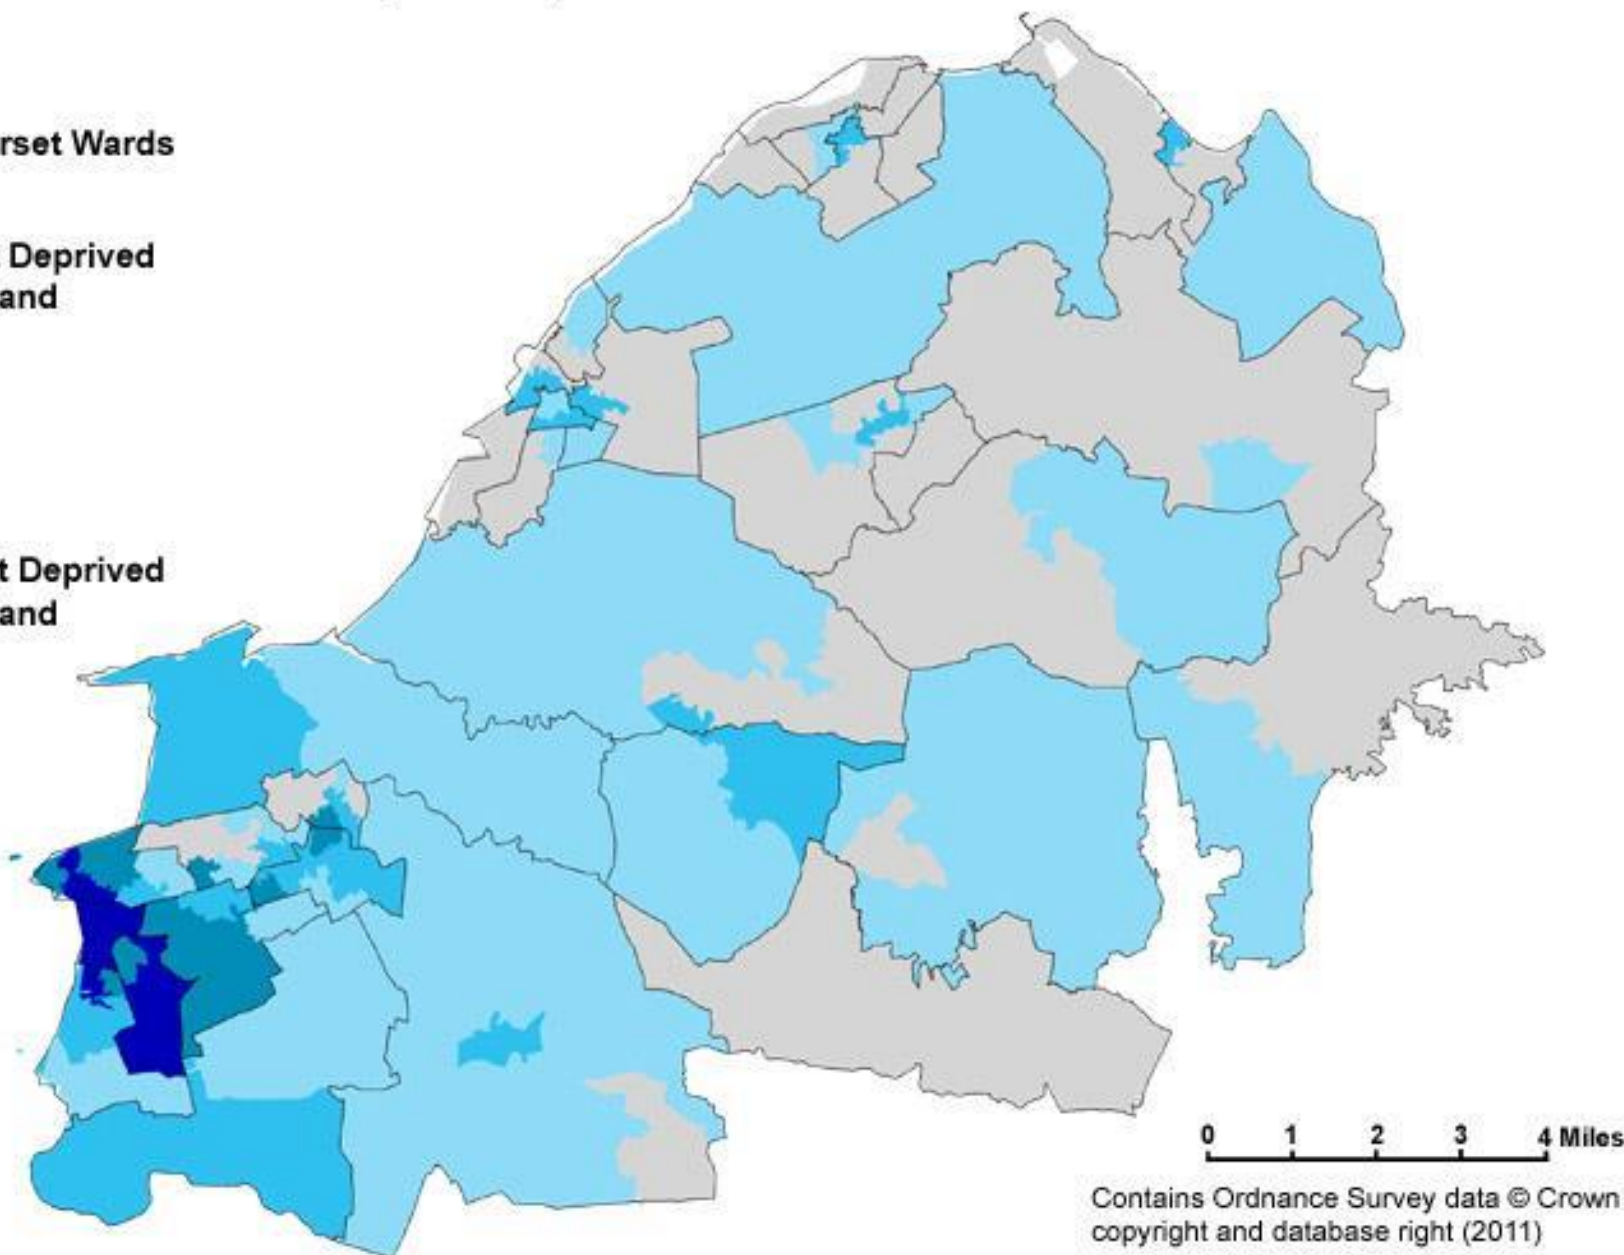 rset Wards
Deprived
and
t Deprived
and
0 1 2 3 4 Miles
Contains Ordnance Survey data © Crown
copyright and database right (2011)